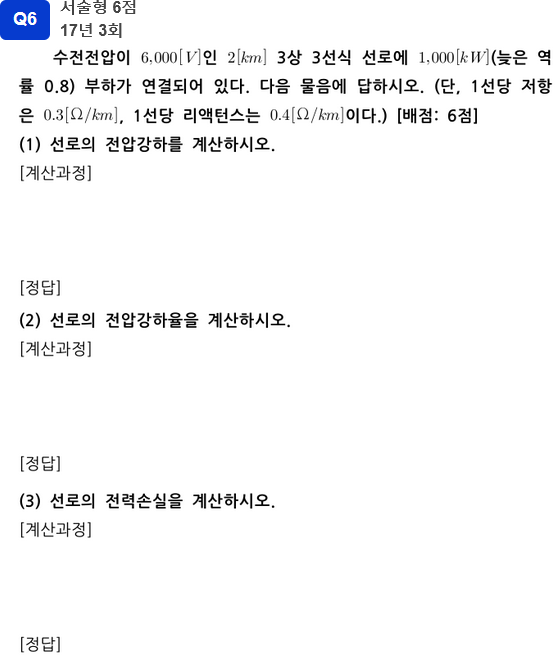 Q6
서술형 6점
17년 3회
수전전압이 6,000[V]인 2[km] 3상 3선식 선로에 1,000[kW](늦은 역
률 0.8) 부하가 연결되어 있다. 다음 물음에 답하시오. (단, 1선당 저항
은 0.3[Ω/km], 1선당 리액턴스는 0.4[Ω/km]이다.) [배점: 6점]
(1) 선로의 전압강하를 계산하시오.
[계산과정]
[정답]
(2) 선로의 전압강하율을 계산하시오.
[계산과정]
[정답]
(3) 선로의 전력손실을 계산하시오.
[계산과정]
[정답]